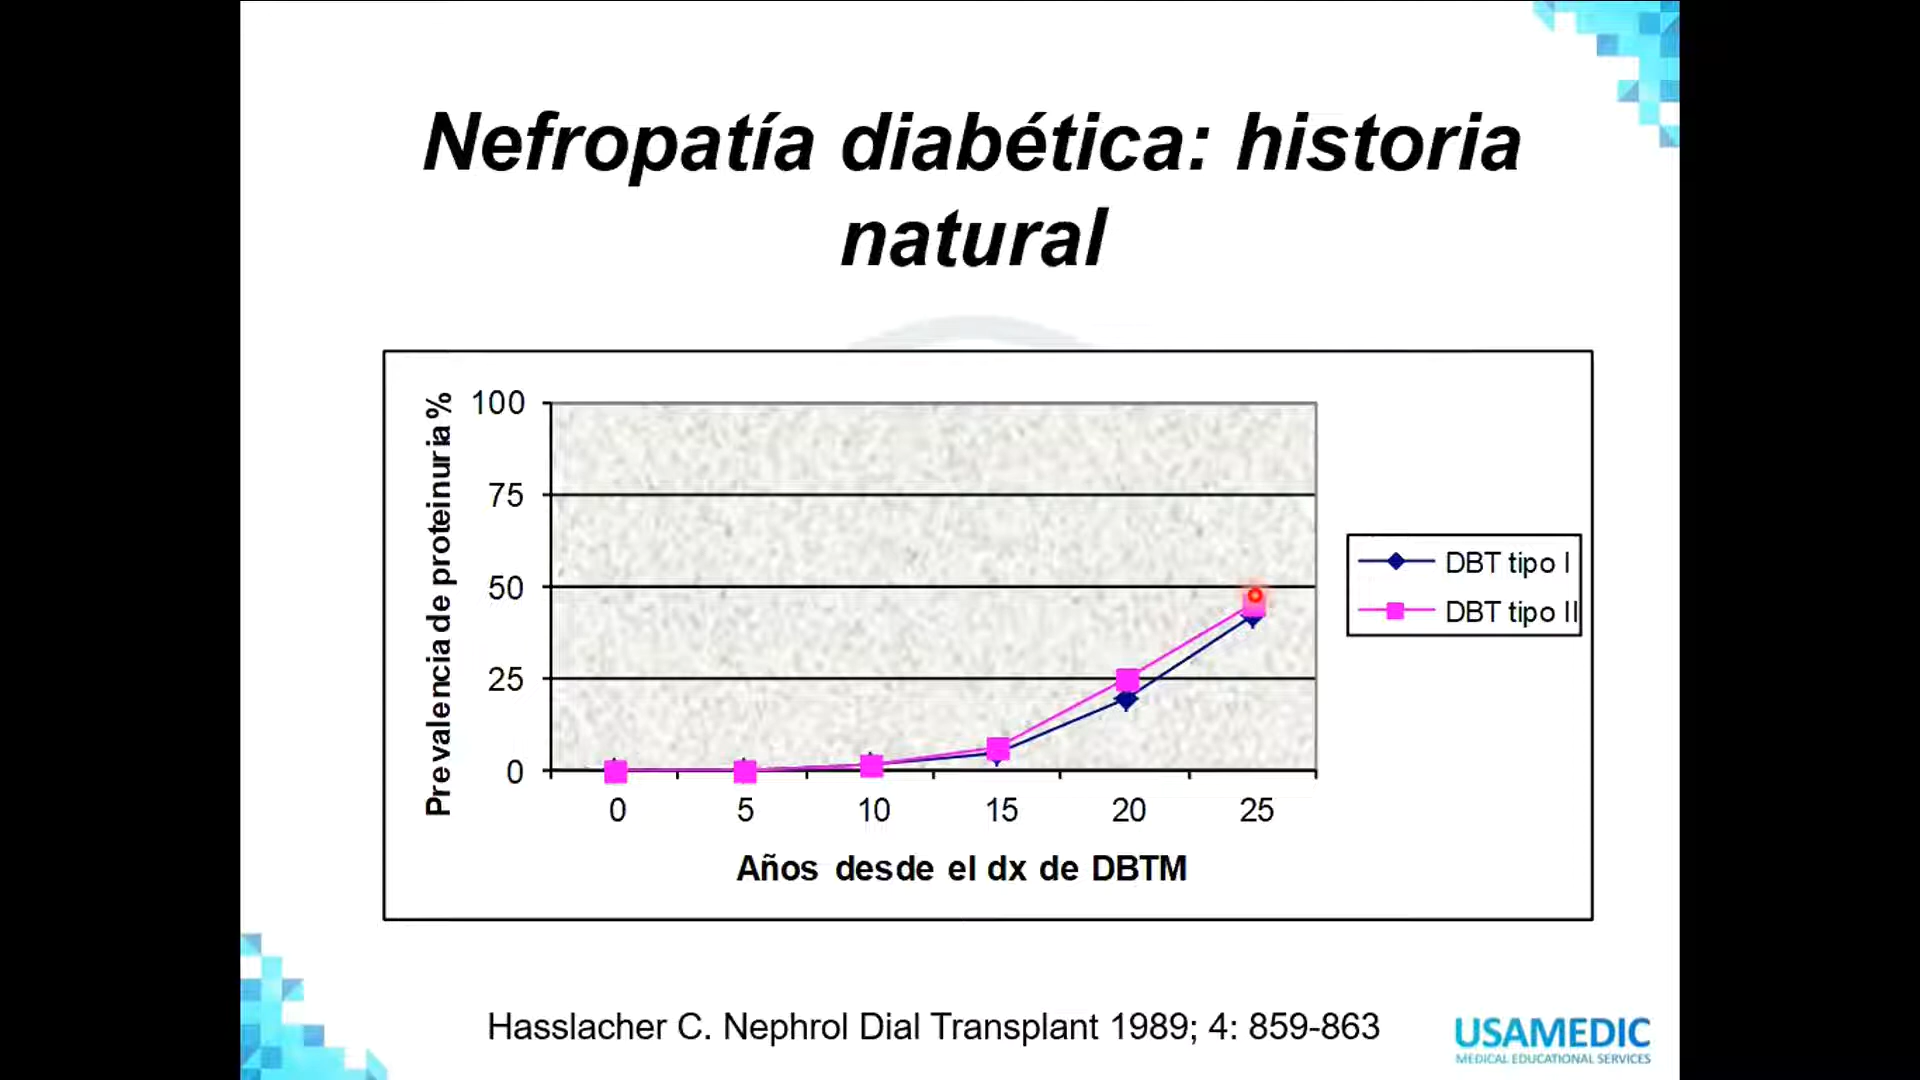 Nefropatía diabética: historia
natural
Prevalencia de proteinuria %
100
75
50
25
0
0 5 10 15 20 25
Años desde el dx de DBTM
DBT tipo I
DBT tipo II
Hasslacher C. Nephrol Dial Transplant 1989; 4: 859-863
USAMEDIC
MEDICAL EDUCATIONAL SERVICES